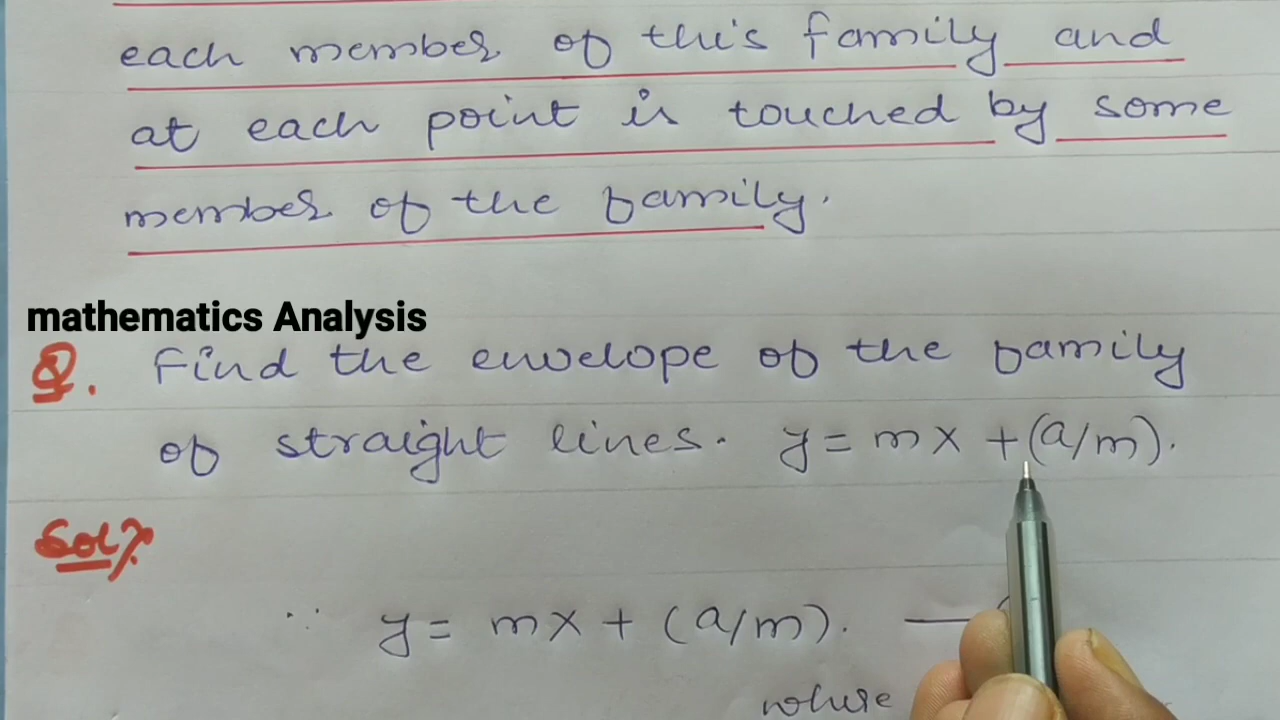 each member of this family and
at each point is touched by some
member of the family.
mathematics Analysis
Q. Find the envelope of the family
of straight lines. y = mx + (a/m).
Sol?
∵ y = mx + (a/m). —
where